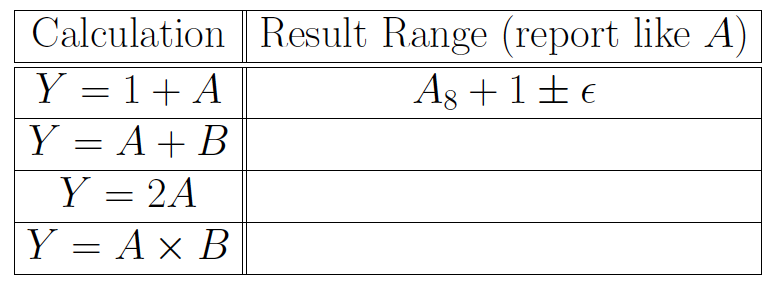 Calculation Result Range (report like A)
Y = 1 + A A₈ + 1 ± ϵ
Y = A + B
Y = 2A
Y = A × B